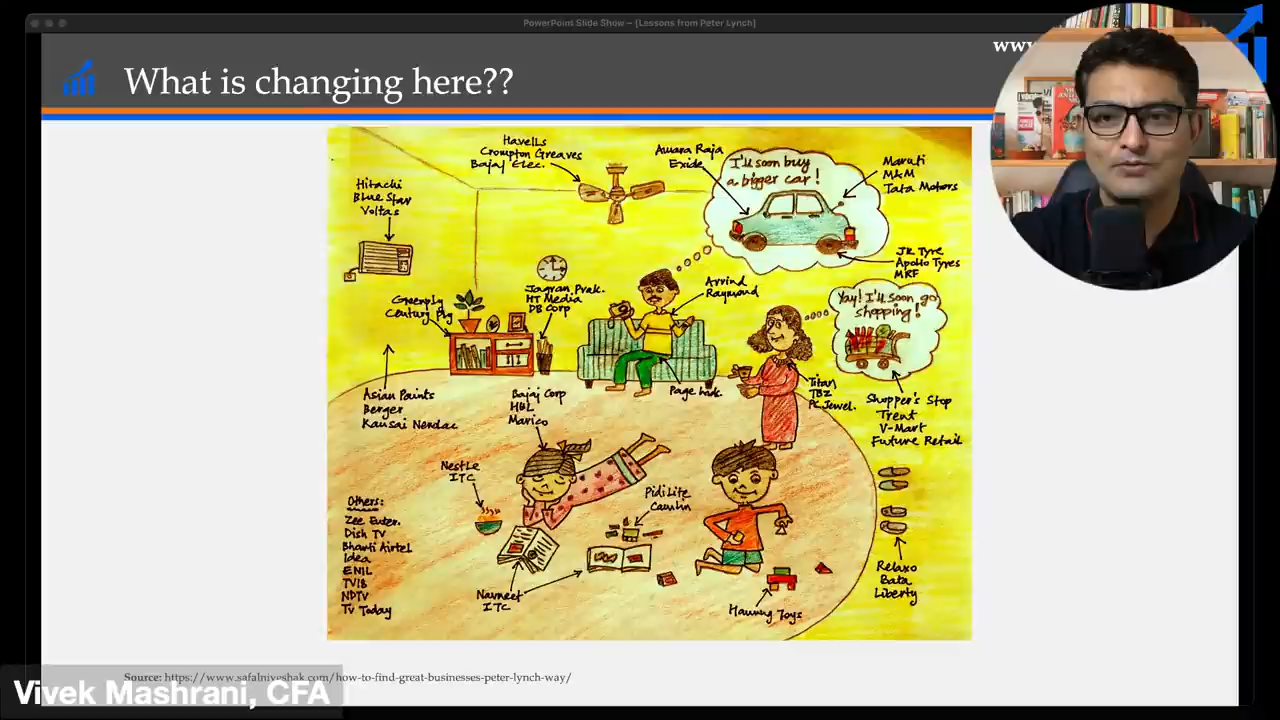 PowerPoint Slide Show - [Lessons from Peter Lynch]
www
What is changing here??
Havells
Crompton Greaves
Bajaj Elec.
Amara Raja
Exide
I'll soon buy
a bigger car!
Maruti
M&M
Tata Motors
Hitachi
Blue Star
Voltas
JK Tyre
Apollo Tyres
MRF
Jagran Prak.
HT Media
DB Corp
Arvind
Raymond
Greenply
Century Ply
Yay! I'll soon go
shopping!
Asian Paints
Berger
Kansai Nerolac
Bajaj Corp
HUL
Marico
Page Inds.
Titan
TBZ
PC Jewel.
Shopper's Stop
Trent
V-Mart
Future Retail
Nestle
ITC
Pidilite
Camlin
Others:
Zee Enter.
Dish TV
Bharti Airtel
Idea
ENIL
TV18
NDTV
TV Today
Navneet
ITC
Toys
Relaxo
Bata
Liberty
Source: https://www.safalniveshak.com/how-to-find-great-businesses-peter-lynch-way/
Vivek Mashrani, CFA